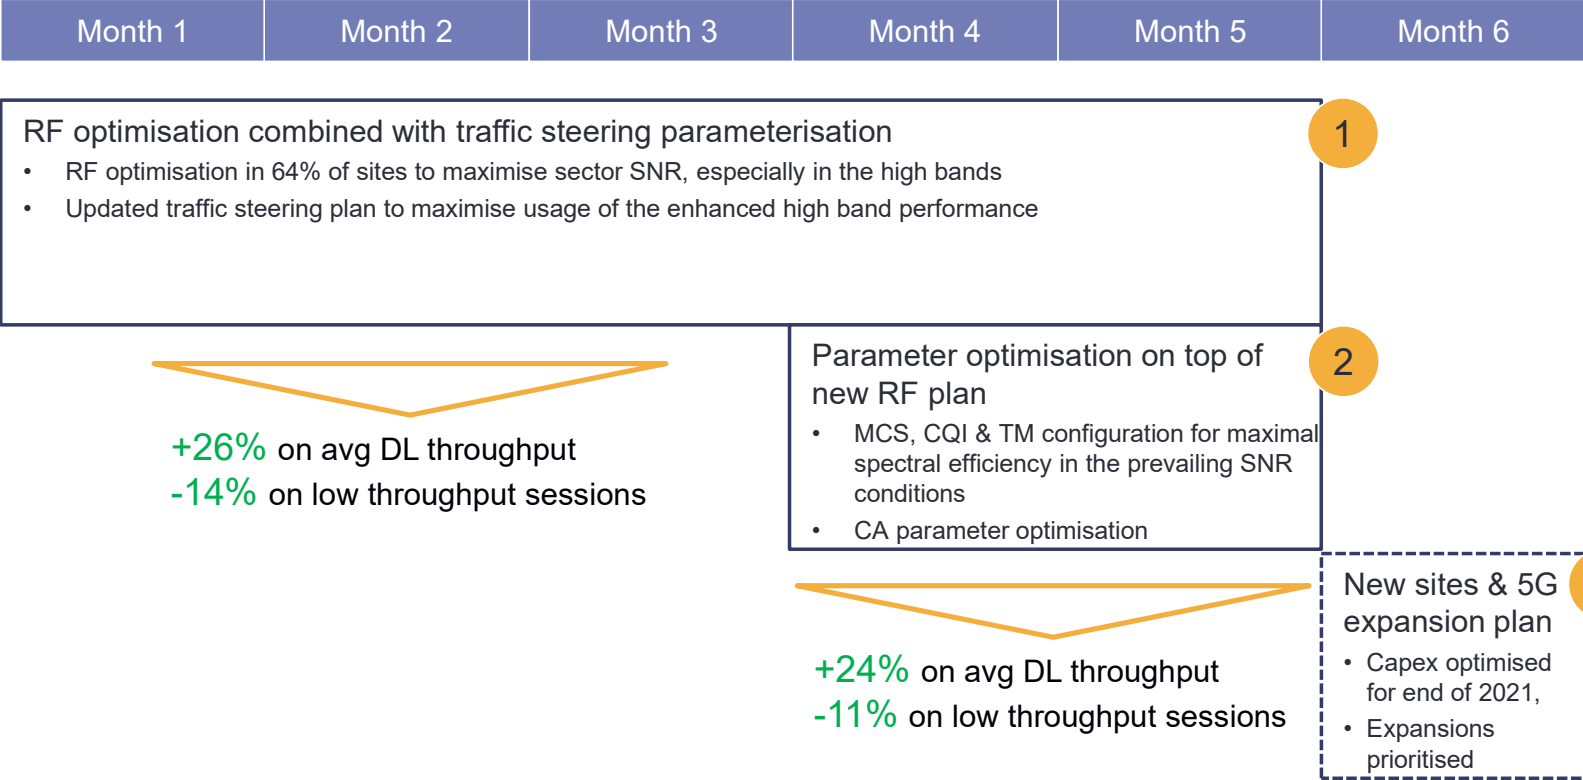 Month 1 Month 2 Month 3 Month 4 Month 5 Month 6
RF optimisation combined with traffic steering parameterisation
1
• RF optimisation in 64% of sites to maximise sector SNR, especially in the high bands
• Updated traffic steering plan to maximise usage of the enhanced high band performance
+26% on avg DL throughput
-14% on low throughput sessions
Parameter optimisation on top of
new RF plan
2
• MCS, CQI & TM configuration for maximal
spectral efficiency in the prevailing SNR
conditions
• CA parameter optimisation
+24% on avg DL throughput
-11% on low throughput sessions
New sites & 5G
expansion plan
• Capex optimised
for end of 2021,
• Expansions
prioritised